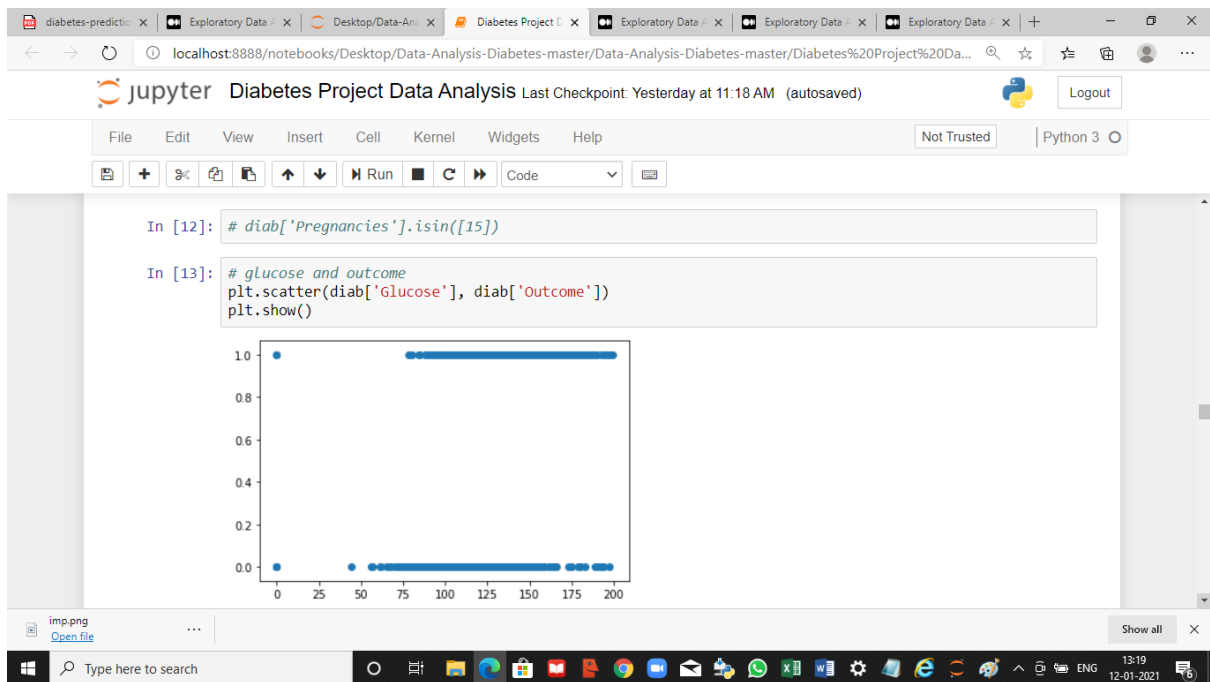 diabetes-predictio
Exploratory Data A
Desktop/Data-Ana
Diabetes Project D
Exploratory Data A
Exploratory Data A
Exploratory Data A
localhost:8888/notebooks/Desktop/Data-Analysis-Diabetes-master/Data-Analysis-Diabetes-master/Diabetes%20Project%20Da...
jupyter Diabetes Project Data Analysis Last Checkpoint: Yesterday at 11:18 AM (autosaved)
Logout
File Edit View Insert Cell Kernel Widgets Help
Not Trusted
Python 3
Run
Code
In [12]: # diab['Pregnancies'].isin([15])
In [13]: # glucose and outcome
plt.scatter(diab['Glucose'], diab['Outcome'])
plt.show()
1.0
0.8
0.6
0.4
0.2
0.0
0 25 50 75 100 125 150 175 200
imp.png
Open file
...
Show all
Type here to search
ENG
13:19
12-01-2021
6